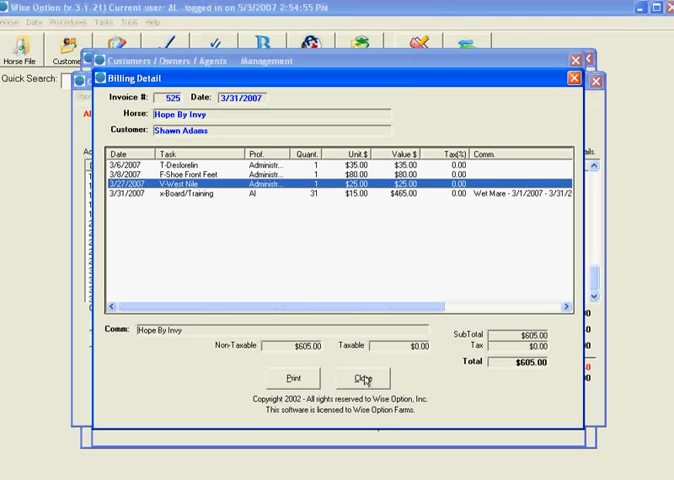 Wise Option (v. 3.1.21) Current user: AL - logged in on 5/3/2007 2:54:55 PM
Horse Data Procedures Tasks Tools Help
Horse File Custome
Quick Search:
Customers / Owners / Agents Management
Billing Detail
Invoice #: 525 Date: 3/31/2007
Horse: Hope By Invy
Customer: Shawn Adams
Date Task Prof. Quant. Unit $ Value $ Tax(%) Comm.
3/6/2007 T-Deslorelin Administr... 1 $35.00 $35.00 0.00
3/8/2007 F-Shoe Front Feet Administr... 1 $80.00 $80.00 0.00
3/27/2007 V-West Nile Administr... 1 $25.00 $25.00 0.00
3/31/2007 x-Board/Training Al 31 $15.00 $465.00 0.00 Wet Mare - 3/1/2007 - 3/31/2
Comm: Hope By Invy
Non-Taxable $605.00 Taxable $0.00
SubTotal $605.00
Tax $0.00
Total $605.00
Print Close
Copyright 2002 - All rights reserved to Wise Option, Inc.
This software is licensed to Wise Option Farms.